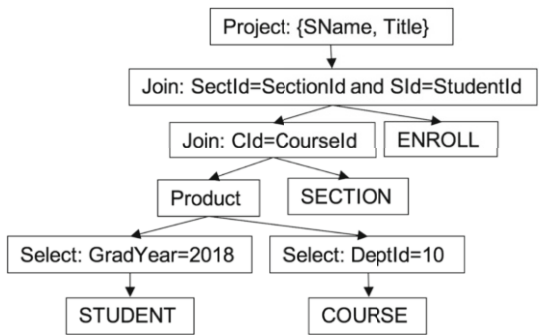 Project: {SName, Title}
Join: SectId=SectionId and SId=StudentId
Join: CId=CourseId
ENROLL
Product
SECTION
Select: GradYear=2018
Select: DeptId=10
STUDENT
COURSE